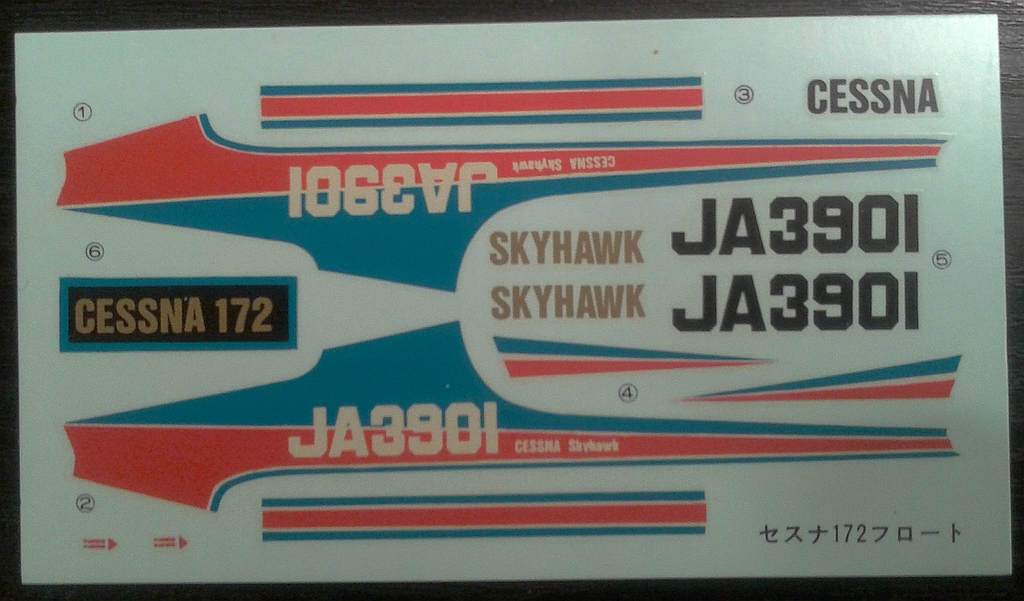 ①
③
CESSNA
CESSNA Skyhawk
JA3901
JA3901
SKYHAWK
⑥
⑤
JA3901
SKYHAWK
CESSNA 172
④
JA3901
CESSNA Skyhawk
②
セスナ172フロート